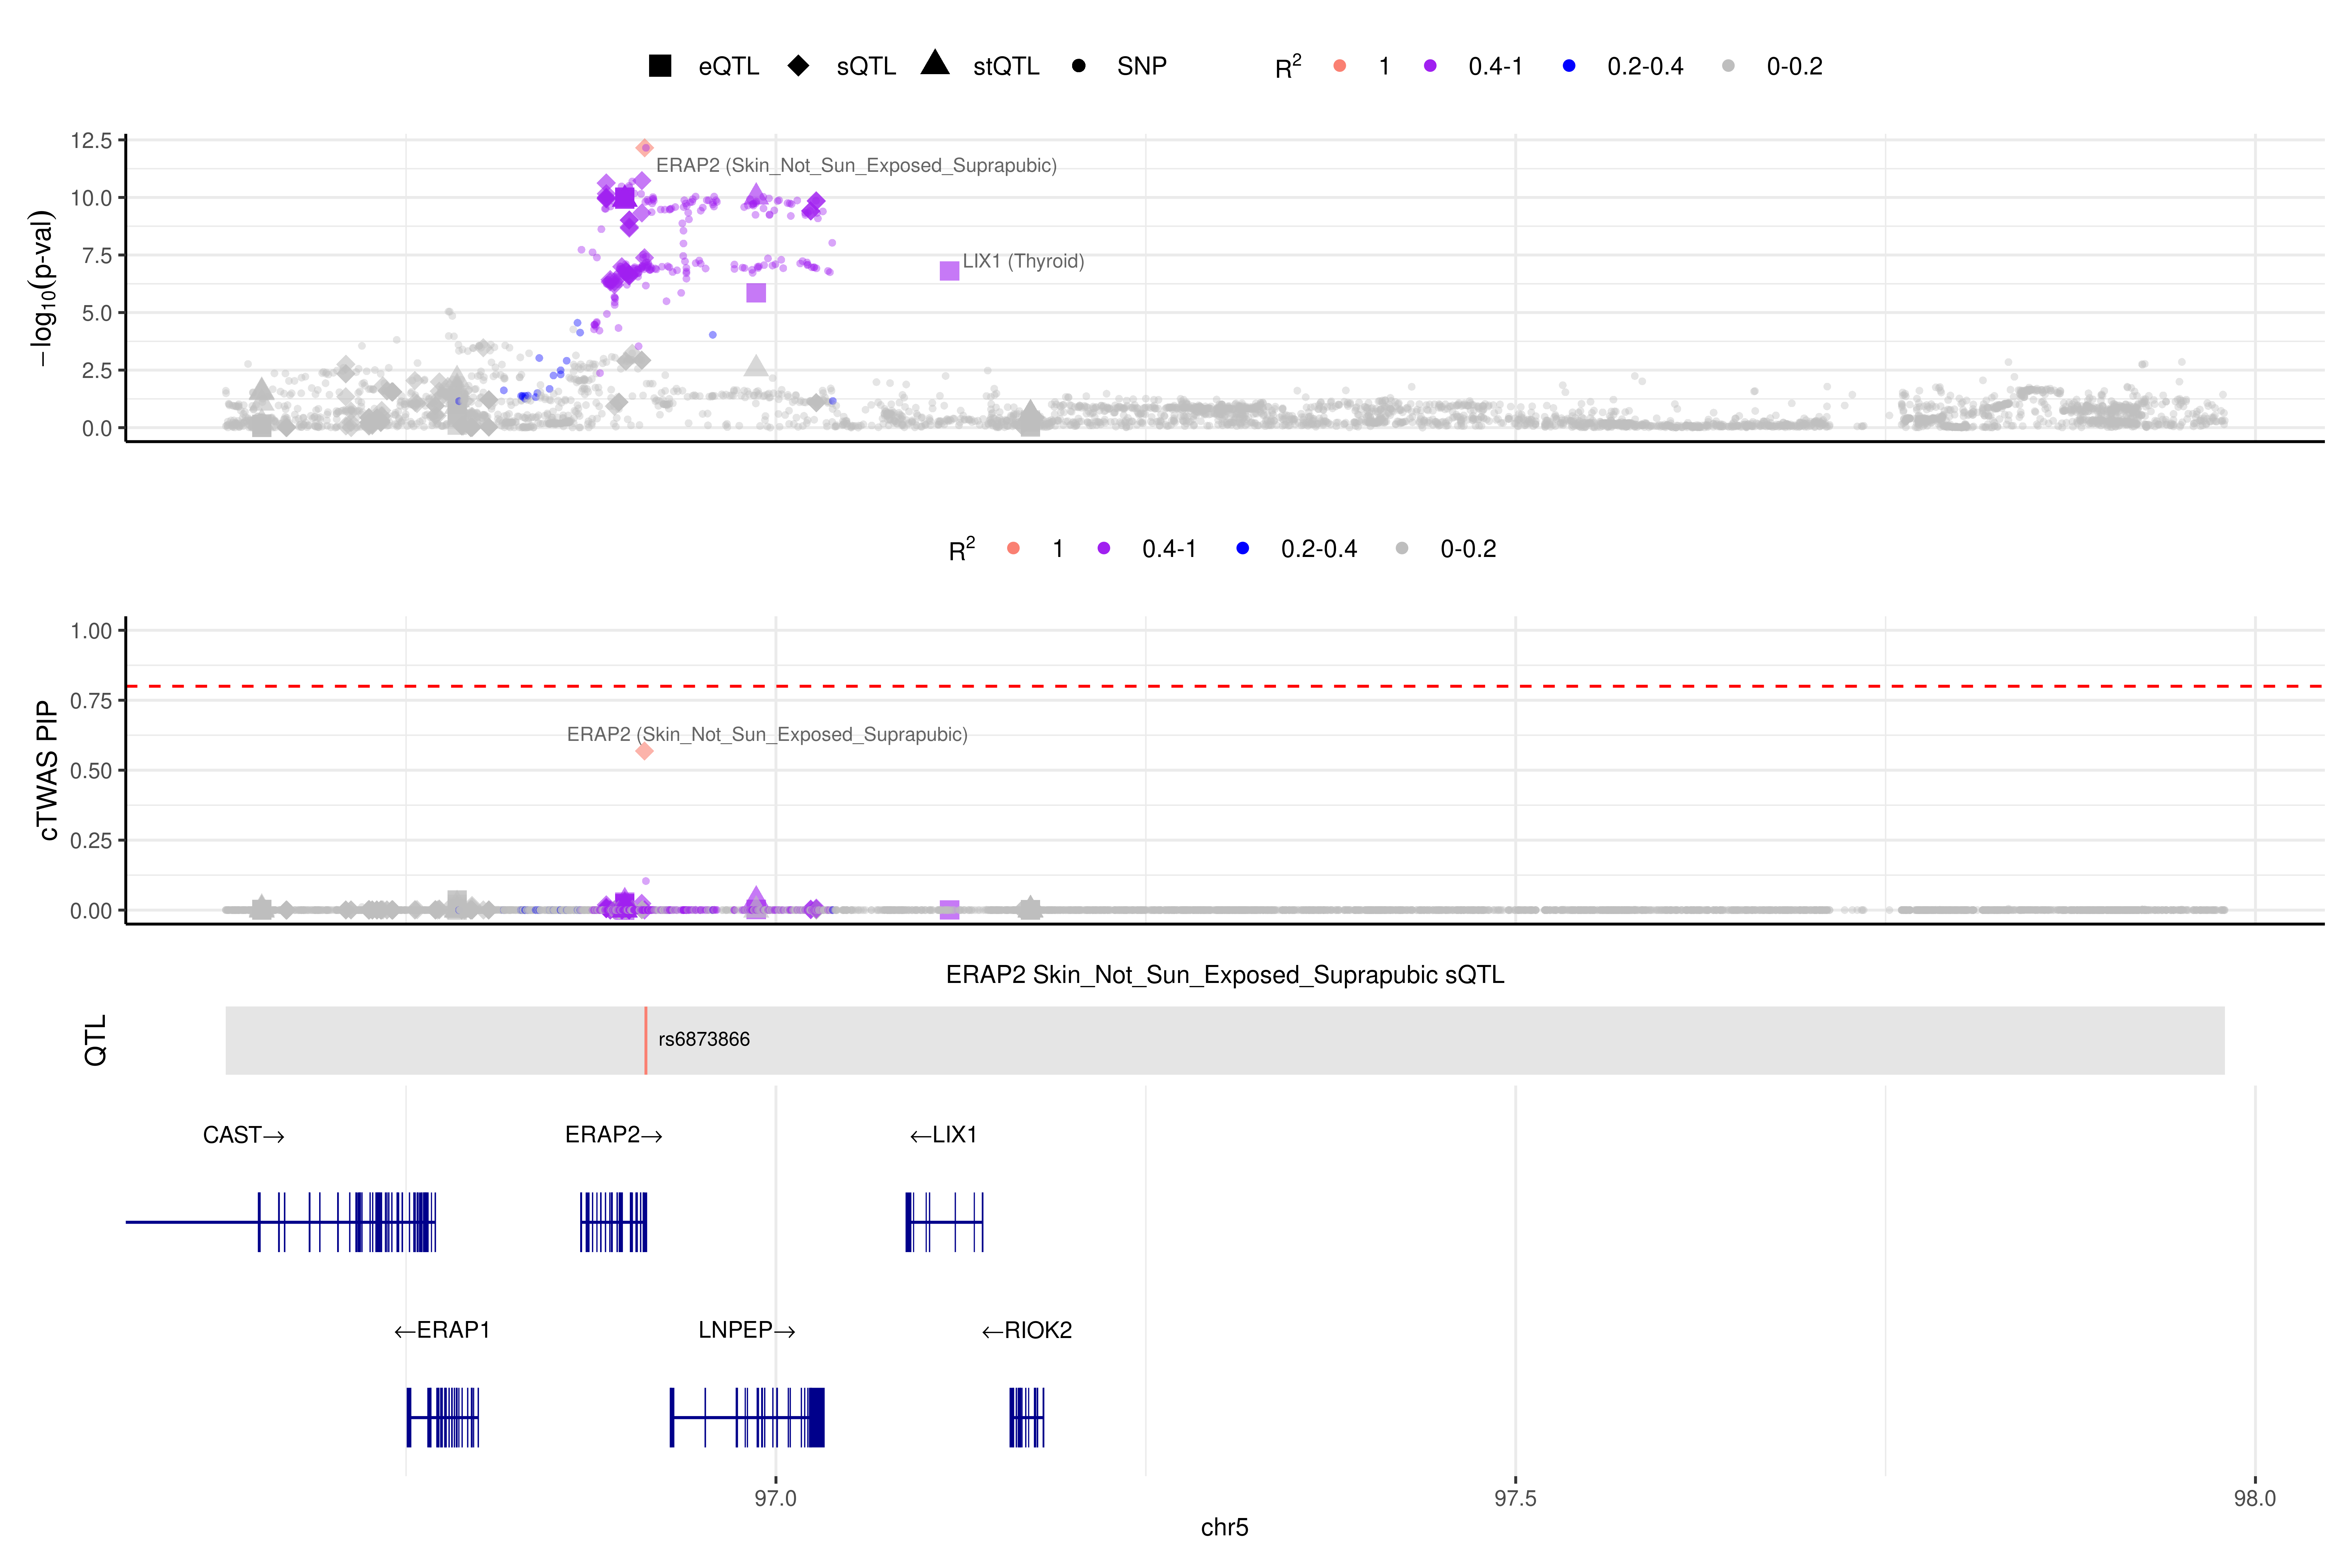 eQTL sQTL stQTL SNP R² 1 0.4-1 0.2-0.4 0-0.2
−log₁₀(p-val)
12.5
10.0
7.5
5.0
2.5
0.0
ERAP2 (Skin_Not_Sun_Exposed_Suprapubic)
LIX1 (Thyroid)
R² 1 0.4-1 0.2-0.4 0-0.2
cTWAS PIP
1.00
0.75
0.50
0.25
0.00
ERAP2 (Skin_Not_Sun_Exposed_Suprapubic)
ERAP2 Skin_Not_Sun_Exposed_Suprapubic sQTL
QTL
rs6873866
CAST→ ERAP2→ ←LIX1
←ERAP1 LNPEP→ ←RIOK2
97.0 97.5 98.0
chr5